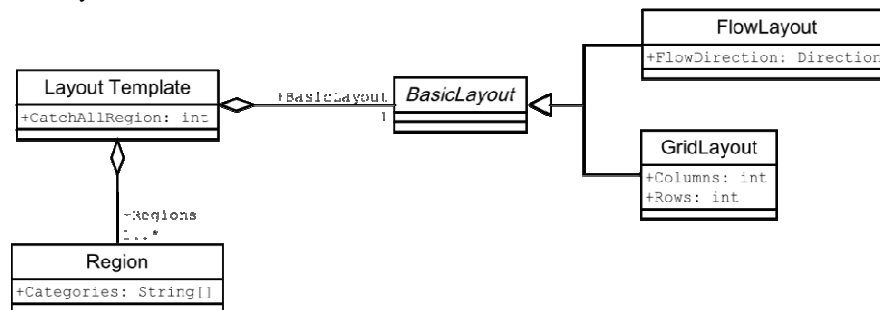 FlowLayout
+FlowDirection: Direction
Layout Template
+CatchAllRegion: int
+BasicLayout
1
BasicLayout
GridLayout
+Columns: int
+Rows: int
+Regions
1..*
Region
+Categories: String[]